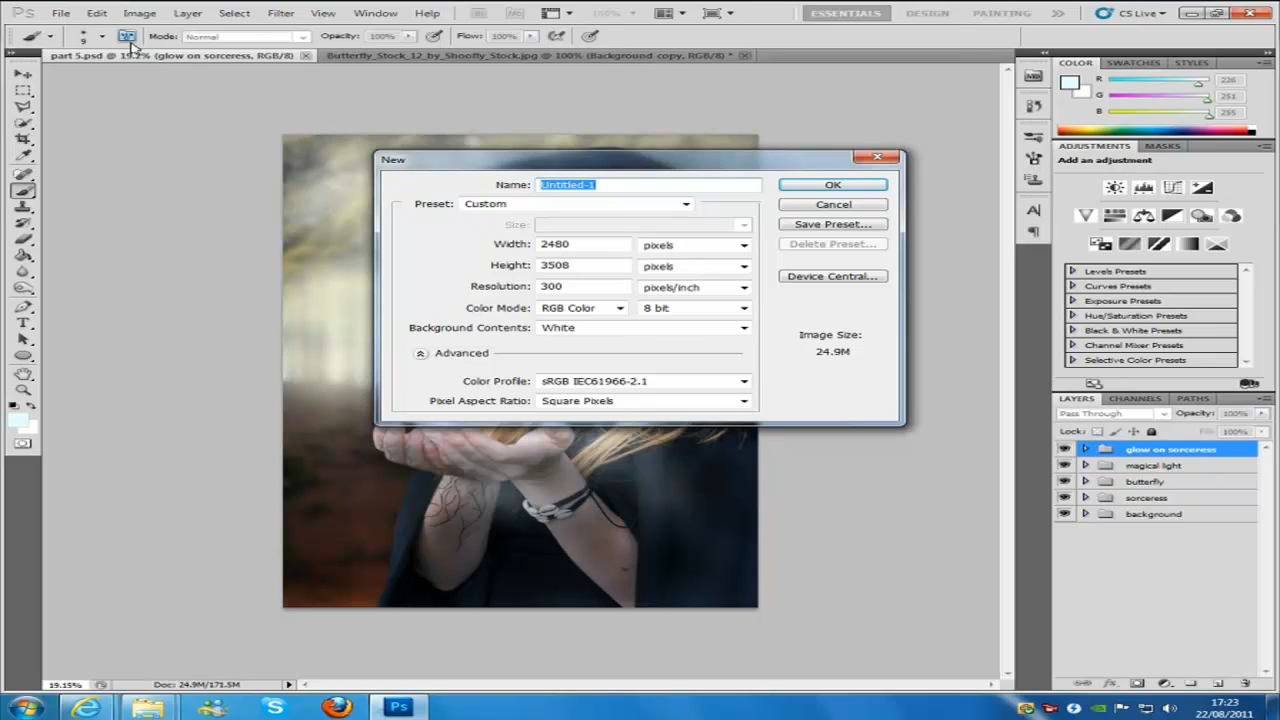 Ps File Edit Image Layer Select Filter View Window Help 100% ESSENTIALS DESIGN PAINTING CS Live
9 Mode: Normal Opacity: 100% Flow: 100%
part 5.psd @ 19.2% (glow on sorceress, RGB/8) Butterfly_Stock_12_by_Shoofly_Stock.jpg @ 100% (Background copy, RGB/8) *
COLOR SWATCHES STYLES
R 226
G 251
B 255
ADJUSTMENTS MASKS
Add an adjustment
Levels Presets
Curves Presets
Exposure Presets
Hue/Saturation Presets
Black & White Presets
Channel Mixer Presets
Selective Color Presets
LAYERS CHANNELS PATHS
Pass Through Opacity: 100%
Lock: Fill: 100%
glow on sorceress
magical light
butterfly
sorceress
background
New
Name: Untitled-1 OK
Preset: Custom Cancel
Size: Save Preset...
Width: 2480 pixels Delete Preset...
Height: 3508 pixels
Resolution: 300 pixels/inch Device Central...
Color Mode: RGB Color 8 bit
Background Contents: White
Image Size:
24.9M
Advanced
Color Profile: sRGB IEC61966-2.1
Pixel Aspect Ratio: Square Pixels
19.15% Doc: 24.9M/171.5M
Ps
17:23
22/08/2011